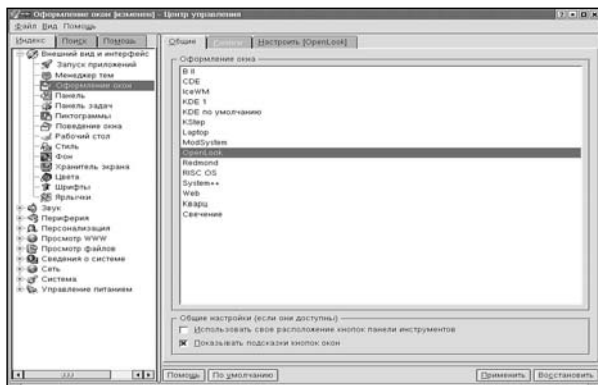 Оформление окон [изменен] - Центр управления
Файл Вид Помощь
Индекс Поиск Помощь
Внешний вид и интерфейс
Запуск приложений
Менеджер тем
Оформление окон
Панель
Панель задач
Пиктограммы
Поведение окна
Рабочий стол
Стиль
Фон
Хранитель экрана
Цвета
Шрифты
Ярлычки
Звук
Периферия
Персонализация
Просмотр WWW
Просмотр файлов
Сведения о системе
Сеть
Система
Управление питанием
Общие Кнопки Настроить [OpenLook]
Оформление окна
B II
CDE
IceWM
KDE 1
KDE по умолчанию
KStep
Laptop
ModSystem
OpenLook
Redmond
RISC OS
System++
Web
Кварц
Свечение
Общие настройки (если они доступны)
Использовать свое расположение кнопок панели инструментов
Показывать подсказки кнопок окон
Помощь По умолчанию Применить Восстановить